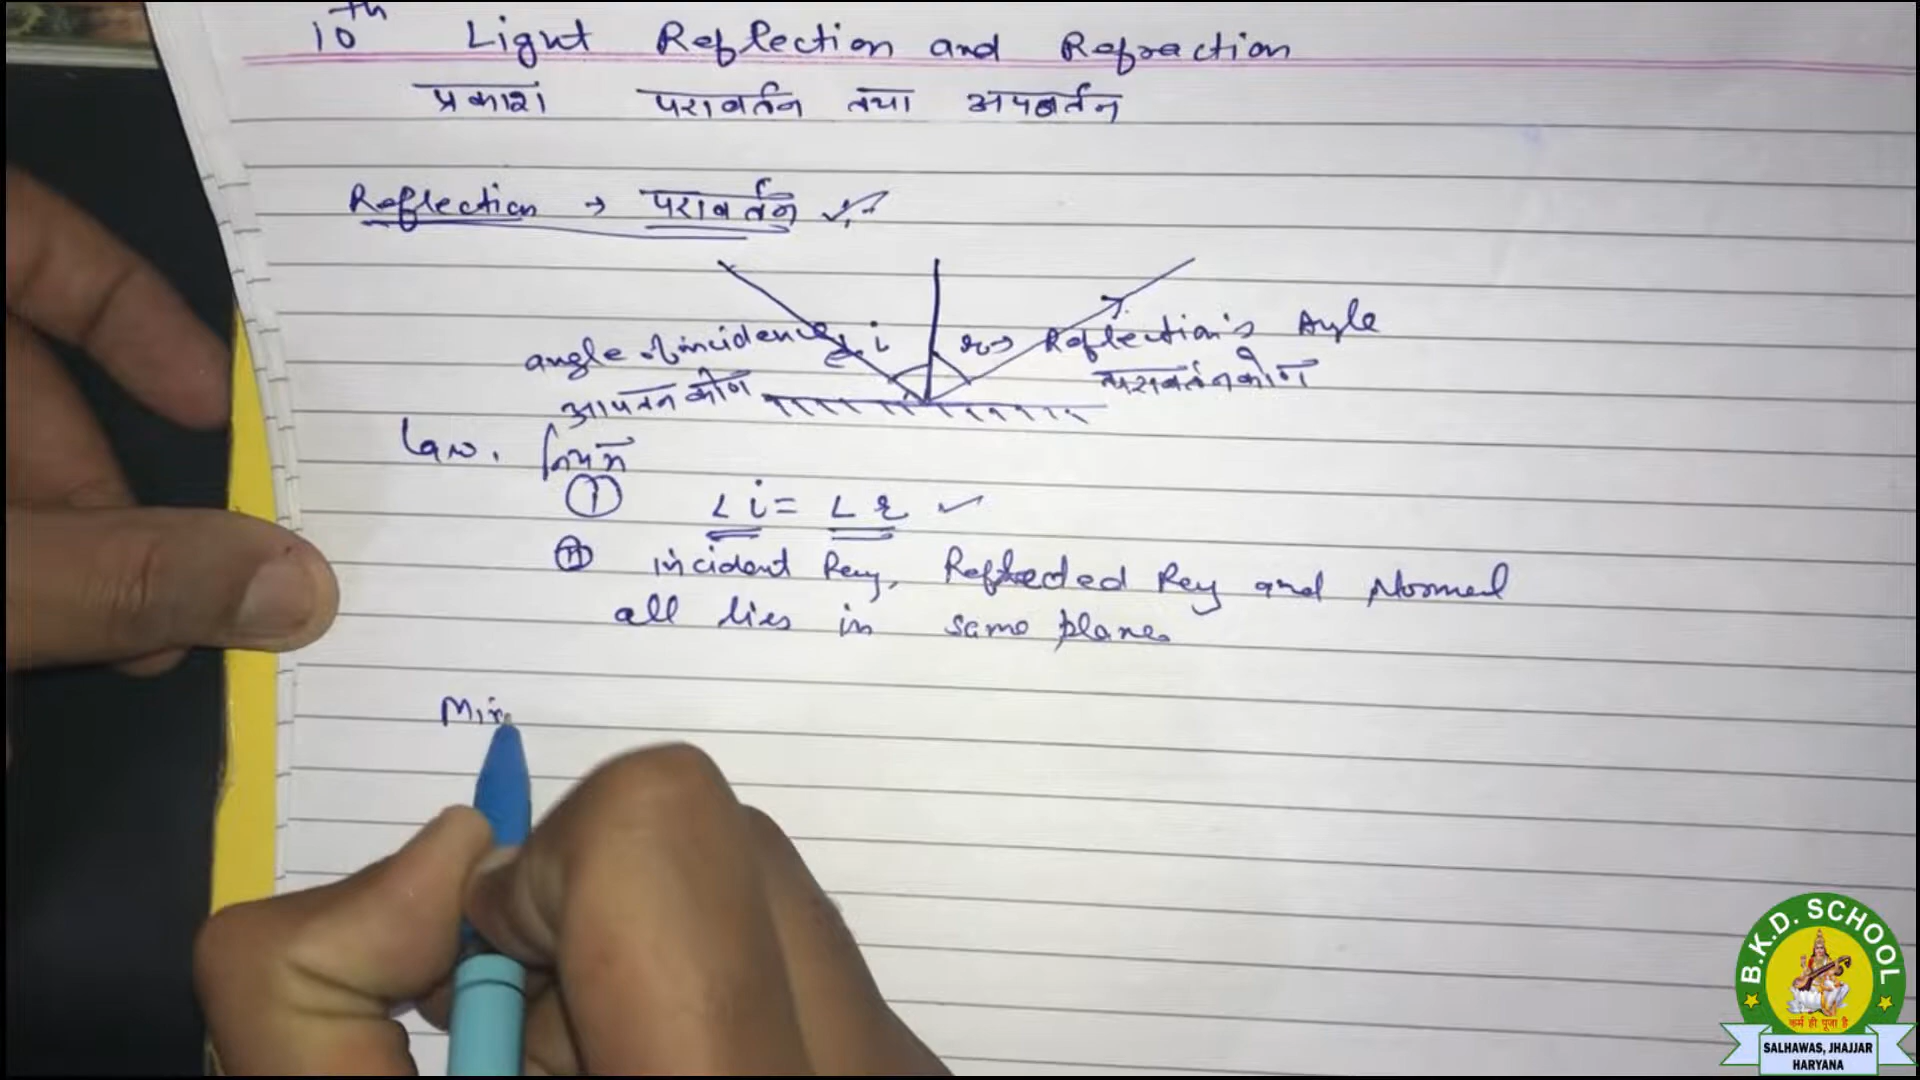 10th Light Reflection and Refraction
प्रकाश परावर्तन तथा अपवर्तन
Reflection → परावर्तन
angle of incidence i r → Reflection's Angle
आपतन कोण परावर्तन कोण
Law. नियम
I ∠i = ∠r
II incident Ray, Reflected Ray and Normal
all lies in same plane.
Mir
B.K.D. SCHOOL
कर्म ही पूजा है
SALHAWAS, JHAJJAR
HARYANA